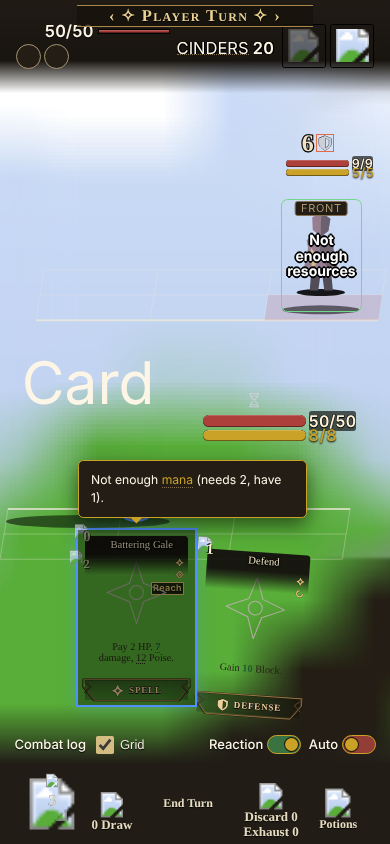 ‹ ✧ Player Turn ✧ ›
50/50
CINDERS 20
6
9/9
5/5
FRONT
Not
enough
resources
Card
50/50
8/8
Not enough mana (needs 2, have
1).
0
2
Battering Gale
Reach
Pay 2 HP. 7
damage, 12 Poise.
SPELL
1
Defend
Gain 10 Block.
DEFENSE
Combat log
Grid
Reaction
Auto
0 Draw
End Turn
Discard 0
Exhaust 0
Potions